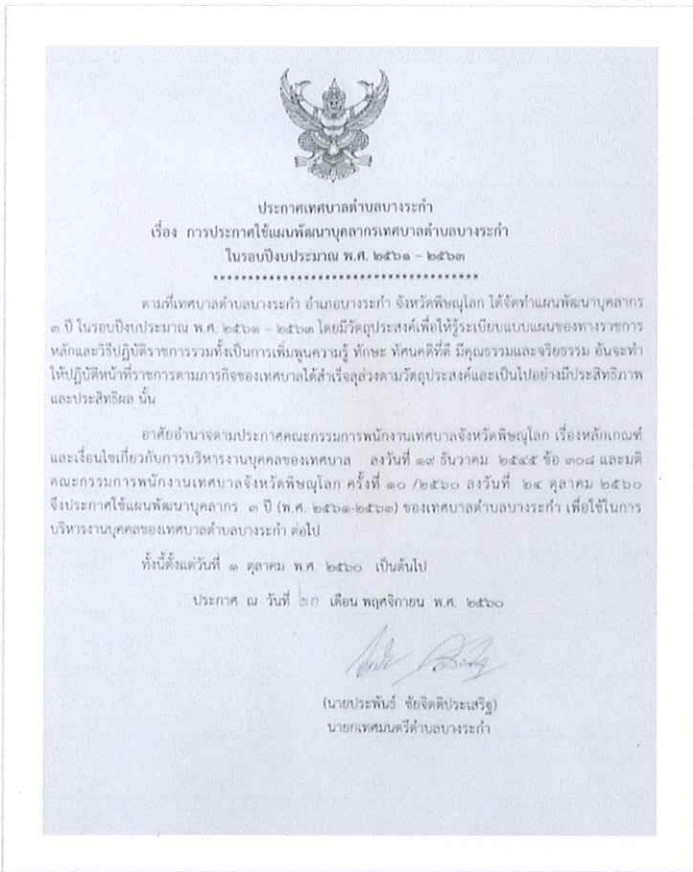 ประกาศเทศบาลตำบลบางระกำ
เรื่อง การประกาศใช้แผนพัฒนาบุคลากรเทศบาลตำบลบางระกำ
ในรอบปีงบประมาณ พ.ศ. ๒๕๖๑ – ๒๕๖๓
**************************************
ตามที่เทศบาลตำบลบางระกำ อำเภอบางระกำ จังหวัดพิษณุโลก ได้จัดทำแผนพัฒนาบุคลากร
๓ ปี ในรอบปีงบประมาณ พ.ศ. ๒๕๖๑ – ๒๕๖๓ โดยมีวัตถุประสงค์เพื่อให้รู้ระเบียบแบบแผนของทางราชการ
หลักและวิธีปฏิบัติราชการรวมทั้งเป็นการเพิ่มพูนความรู้ ทักษะ ทัศนคติที่ดี มีคุณธรรมและจริยธรรม อันจะทำ
ให้ปฏิบัติหน้าที่ราชการตามภารกิจของเทศบาลได้สำเร็จลุล่วงตามวัตถุประสงค์และเป็นไปอย่างมีประสิทธิภาพ
และประสิทธิผล นั้น
อาศัยอำนาจตามประกาศคณะกรรมการพนักงานเทศบาลจังหวัดพิษณุโลก เรื่องหลักเกณฑ์
และเงื่อนไขเกี่ยวกับการบริหารงานบุคคลของเทศบาล ลงวันที่ ๑๙ ธันวาคม ๒๕๔๕ ข้อ ๓๐๘ และมติ
คณะกรรมการพนักงานเทศบาลจังหวัดพิษณุโลก ครั้งที่ ๑๐ /๒๕๖๐ ลงวันที่ ๒๔ ตุลาคม ๒๕๖๐
จึงประกาศใช้แผนพัฒนาบุคลากร ๓ ปี (พ.ศ. ๒๕๖๑-๒๕๖๓) ของเทศบาลตำบลบางระกำ เพื่อใช้ในการ
บริหารงานบุคคลของเทศบาลตำบลบางระกำ ต่อไป
ทั้งนี้ตั้งแต่วันที่ ๑ ตุลาคม พ.ศ. ๒๕๖๐ เป็นต้นไป
ประกาศ ณ วันที่ เดือน พฤศจิกายน พ.ศ. ๒๕๖๐
(นายประพันธ์ ชัยจิตติประเสริฐ)
นายกเทศมนตรีตำบลบางระกำ